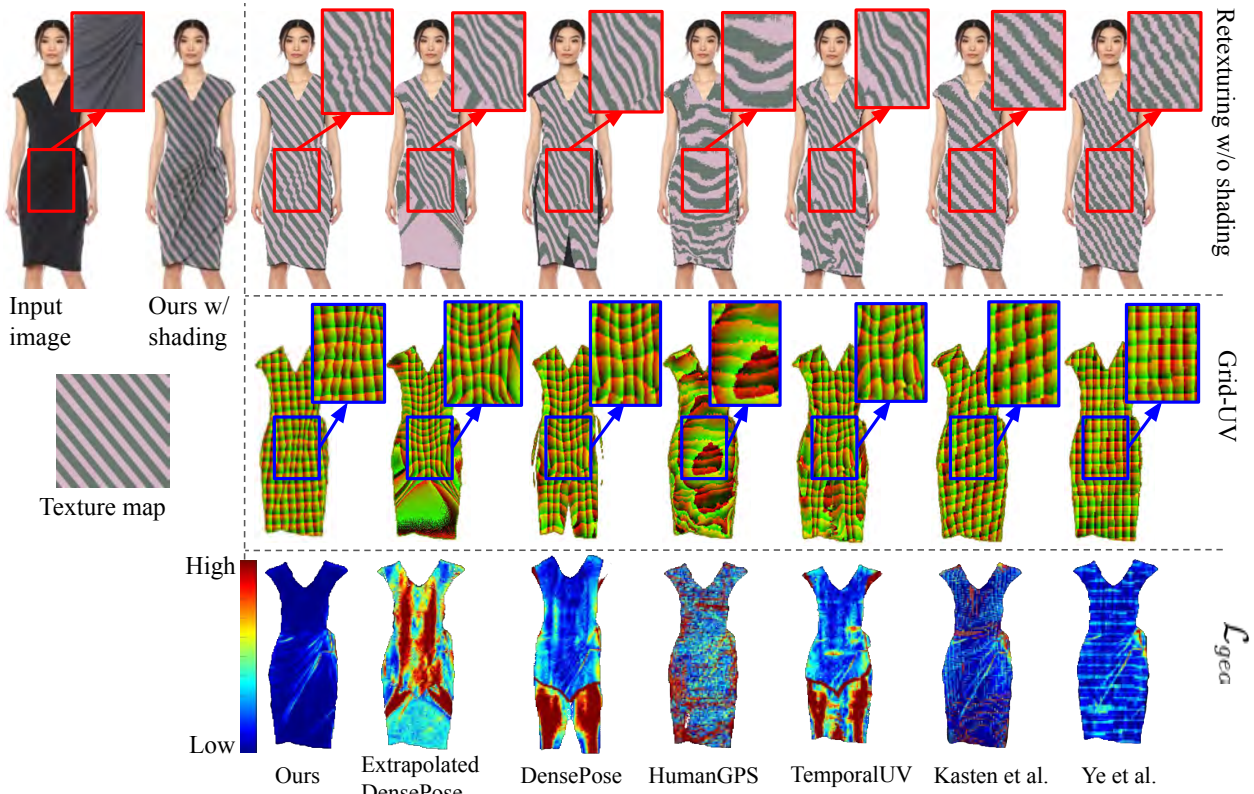 Retexturing w/o shading
Input
image
Ours w/
shading
Texture map
Grid-UV
High
Low
ℒgea
Ours
Extrapolated
DensePose
DensePose
HumanGPS
TemporalUV
Kasten et al.
Ye et al.